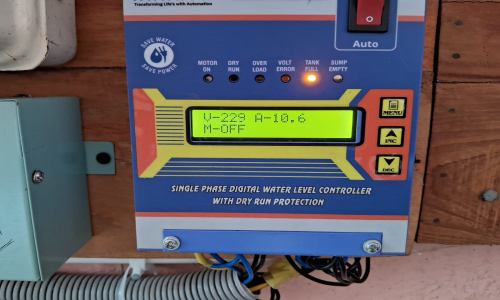 Transforming Life's with Automation
Auto
SAVE WATER
SAVE POWER
MOTOR ON
DRY RUN
OVER LOAD
VOLT ERROR
TANK FULL
SUMP EMPTY
V-229 A-10.6
M-OFF
MENU
INC
DEC
SINGLE PHASE DIGITAL WATER LEVEL CONTROLLER
WITH DRY RUN PROTECTION